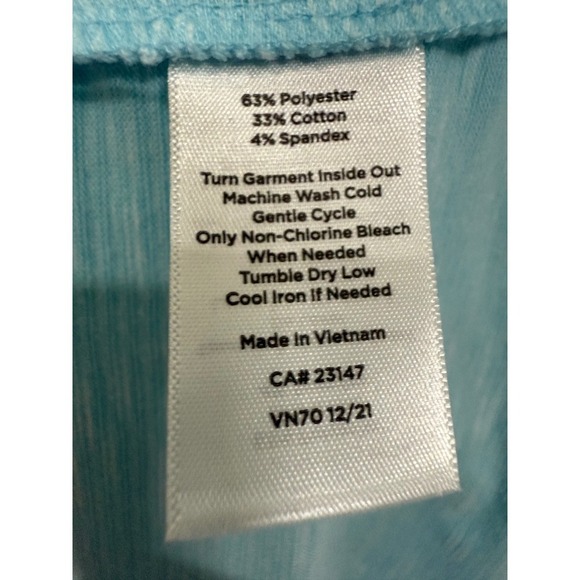 63% Polyester
33% Cotton
4% Spandex
Turn Garment Inside Out
Machine Wash Cold
Gentle Cycle
Only Non-Chlorine Bleach
When Needed
Tumble Dry Low
Cool Iron If Needed
Made In Vietnam
CA# 23147
VN70 12/21